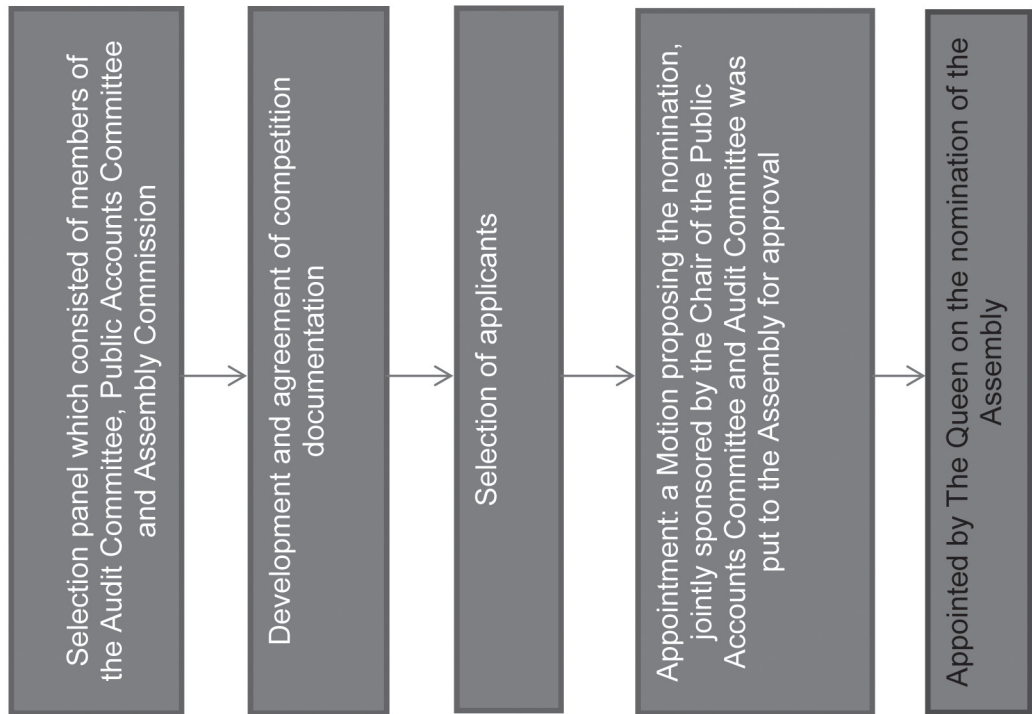 Selection panel which consisted of members of
the Audit Committee, Public Accounts Committee
and Assembly Commission
Development and agreement of competition
documentation
Selection of applicants
Appointment: a Motion proposing the nomination,
jointly sponsored by the Chair of the Public
Accounts Committee and Audit Committee was
put to the Assembly for approval
Appointed by The Queen on the nomination of the
Assembly